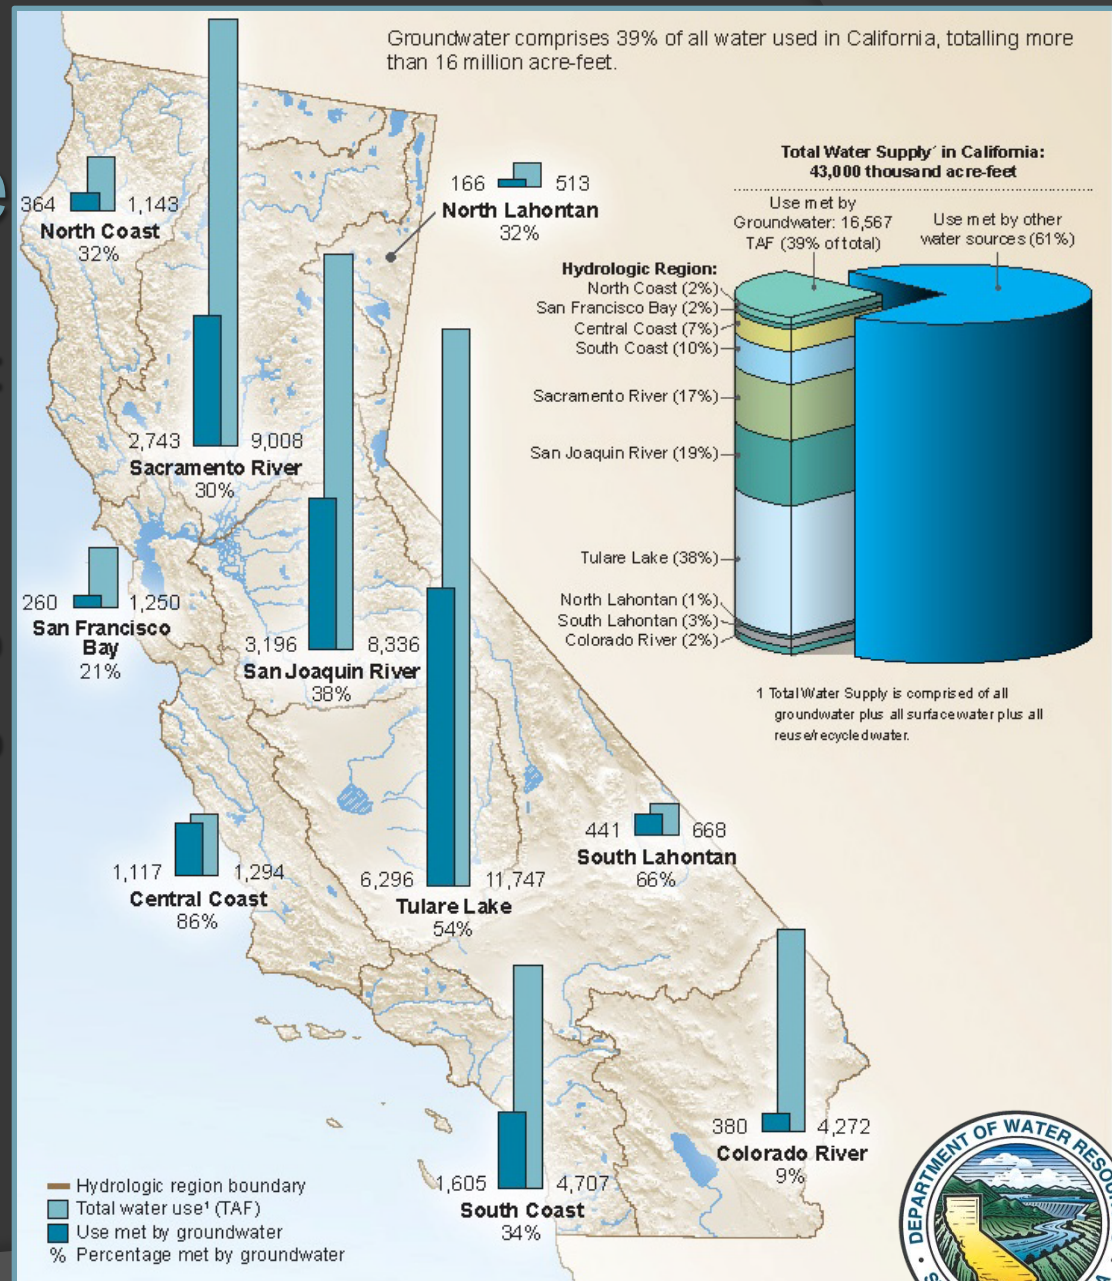 Groundwater comprises 39% of all water used in California, totalling more
than 16 million acre-feet.
364 1,143
North Coast
32%
166 513
North Lahontan
32%
2,743 9,008
Sacramento River
30%
260 1,250
San Francisco
Bay
21%
3,196 8,336
San Joaquin River
38%
1,117 1,294
Central Coast
86%
6,296 11,747
Tulare Lake
54%
441 668
South Lahontan
66%
1,605 4,707
South Coast
34%
380 4,272
Colorado River
9%
Total Water Supply¹ in California:
43,000 thousand acre-feet
Use met by
Groundwater: 16,567
TAF (39% of total)
Use met by other
water sources (61%)
Hydrologic Region:
North Coast (2%)
San Francisco Bay (2%)
Central Coast (7%)
South Coast (10%)
Sacramento River (17%)
San Joaquin River (19%)
Tulare Lake (38%)
North Lahontan (1%)
South Lahontan (3%)
Colorado River (2%)
1 Total Water Supply is comprised of all
groundwater plus all surface water plus all
reuse/recycled water.
Hydrologic region boundary
Total water use¹ (TAF)
Use met by groundwater
% Percentage met by groundwater
DEPARTMENT OF WATER